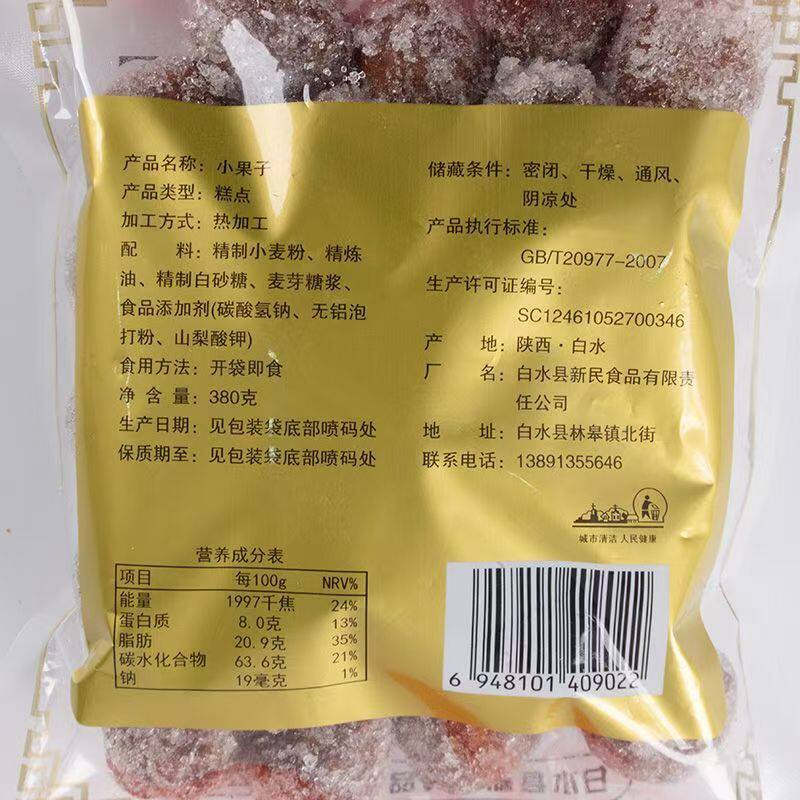 产品名称：小果子
产品类型：糕点
加工方式：热加工
配　　料：精制小麦粉、精炼
油、精制白砂糖、麦芽糖浆、
食品添加剂(碳酸氢钠、无铝泡
打粉、山梨酸钾)
食用方法：开袋即食
净 含 量：380克
生产日期：见包装袋底部喷码处
保质期至：见包装袋底部喷码处
储藏条件：密闭、干燥、通风、
阴凉处
产品执行标准：
GB/T20977-2007
生产许可证编号：
SC12461052700346
产　　地：陕西·白水
厂　　名：白水县新民食品有限责
任公司
地　　址：白水县林皋镇北街
联系电话：13891355646
城市清洁 人民健康
营养成分表
项目 每100g NRV%
能量 1997千焦 24%
蛋白质 8.0克 13%
脂肪 20.9克 35%
碳水化合物 63.6克 21%
钠 19毫克 1%
6 948101 409022
白水县
品